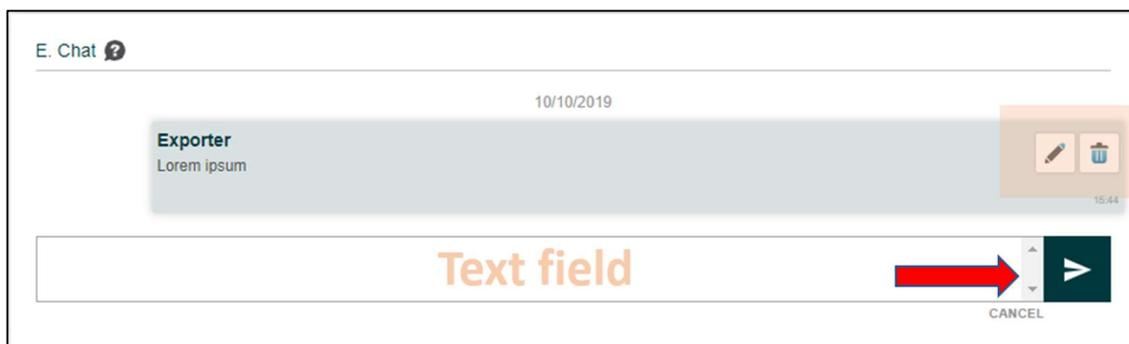 E. Chat
10/10/2019
Exporter
Lorem ipsum
15:44
Text field
CANCEL